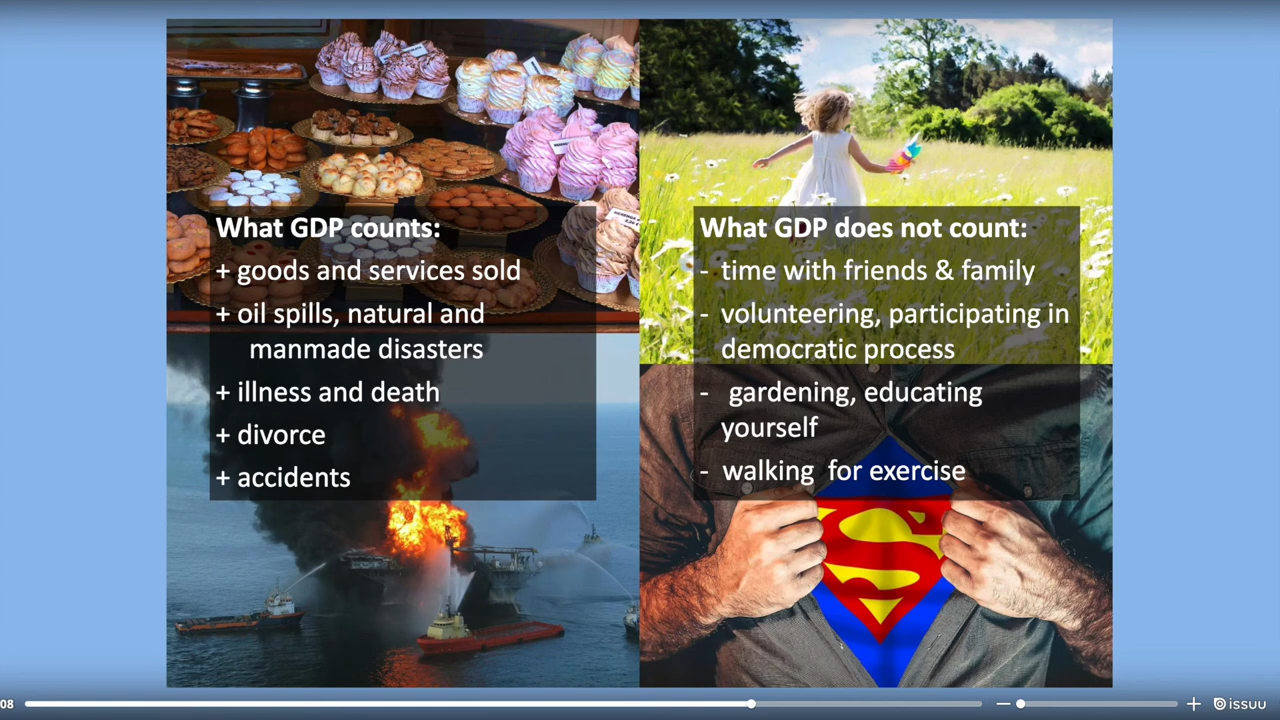 What GDP counts:
+ goods and services sold
+ oil spills, natural and
manmade disasters
+ illness and death
+ divorce
+ accidents
What GDP does not count:
- time with friends & family
- volunteering, participating in
democratic process
- gardening, educating
yourself
- walking for exercise
08
issuu